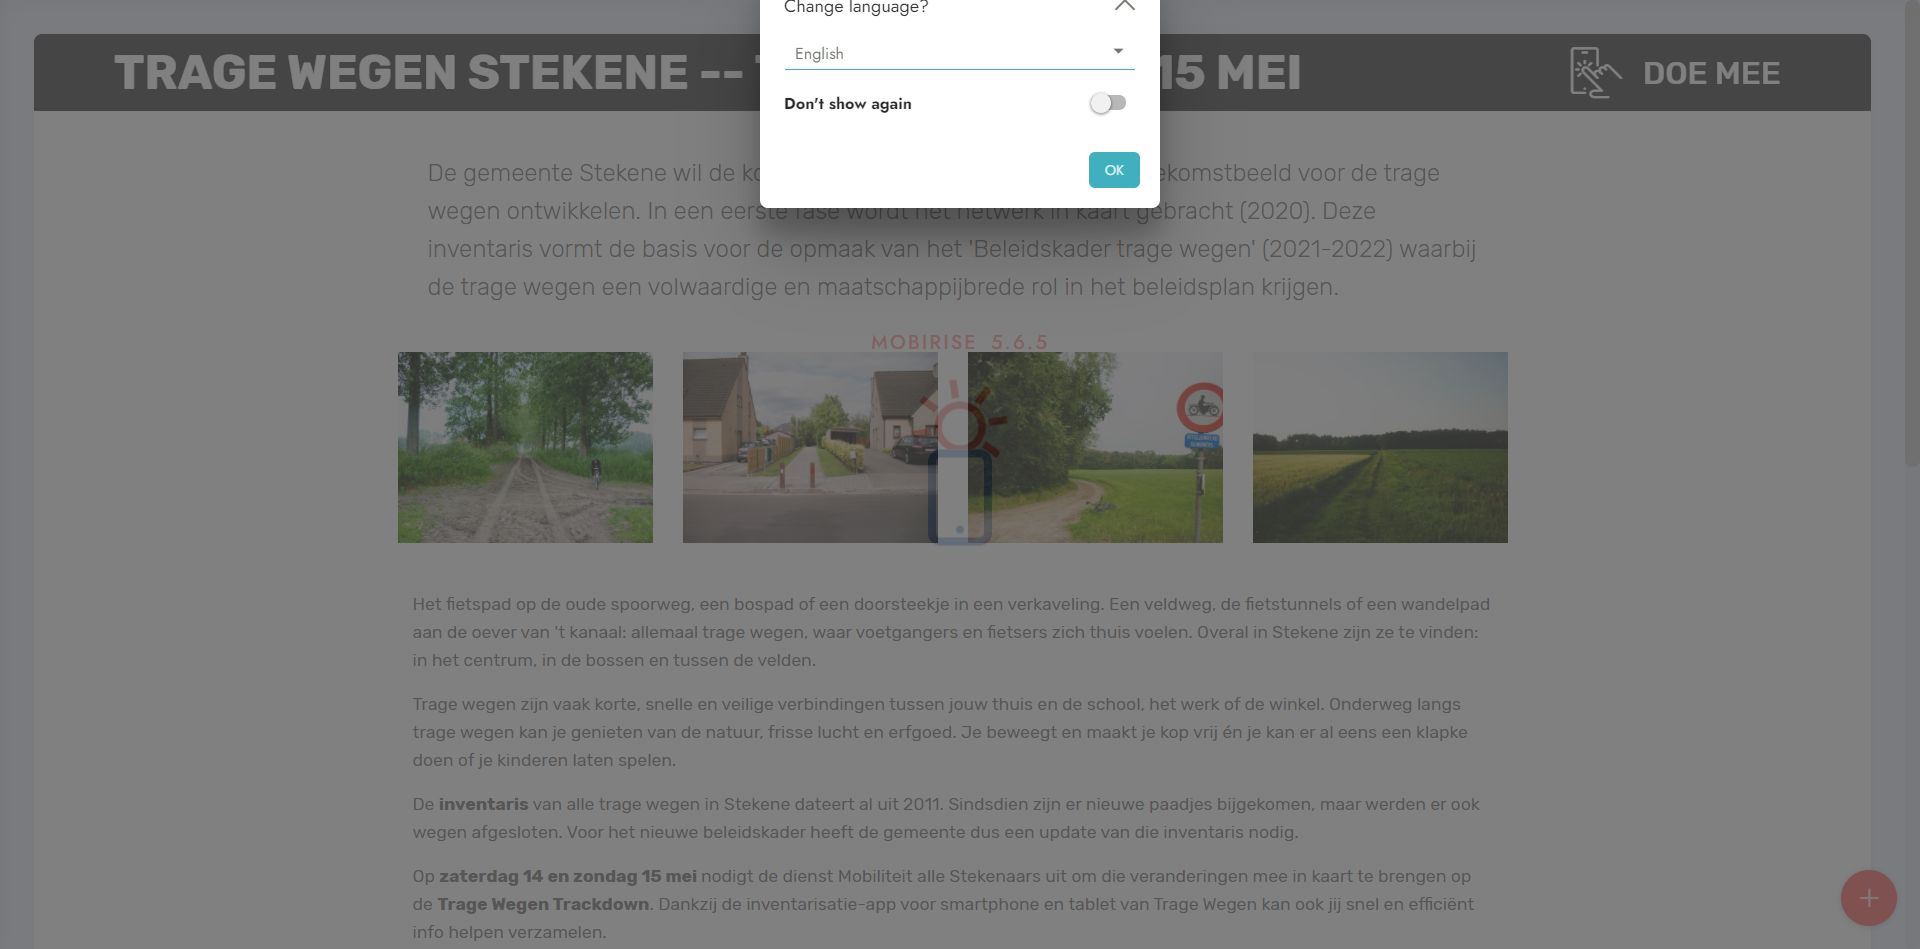 Change language?
English
Don't show again
OK
TRAGE WEGEN STEKENE -- 15 MEI
DOE MEE
De gemeente Stekene wil de voor de trage
wegen ontwikkelen. In een eerste fase wordt het netwerk in kaart gebracht (2020). Deze
inventaris vormt de basis voor de opmaak van het 'Beleidskader trage wegen' (2021-2022) waarbij
de trage wegen een volwaardige en maatschappijbrede rol in het beleidsplan krijgen.
MOBIRISE 5.6.5
Het fietspad op de oude spoorweg, een bospad of een doorsteekje in een verkaveling. Een veldweg, de fietstunnels of een wandelpad
aan de oever van 't kanaal: allemaal trage wegen, waar voetgangers en fietsers zich thuis voelen. Overal in Stekene zijn ze te vinden:
in het centrum, in de bossen en tussen de velden.
Trage wegen zijn vaak korte, snelle en veilige verbindingen tussen jouw thuis en de school, het werk of de winkel. Onderweg langs
trage wegen kan je genieten van de natuur, frisse lucht en erfgoed. Je beweegt en maakt je kop vrij én je kan er al eens een klapke
doen of je kinderen laten spelen.
De inventaris van alle trage wegen in Stekene dateert al uit 2011. Sindsdien zijn er nieuwe paadjes bijgekomen, maar werden er ook
wegen afgesloten. Voor het nieuwe beleidskader heeft de gemeente dus een update van die inventaris nodig.
Op zaterdag 14 en zondag 15 mei nodigt de dienst Mobiliteit alle Stekenaars uit om die veranderingen mee in kaart te brengen op
de Trage Wegen Trackdown. Dankzij de inventarisatie-app voor smartphone en tablet van Trage Wegen kan ook jij snel en efficiënt
info helpen verzamelen.